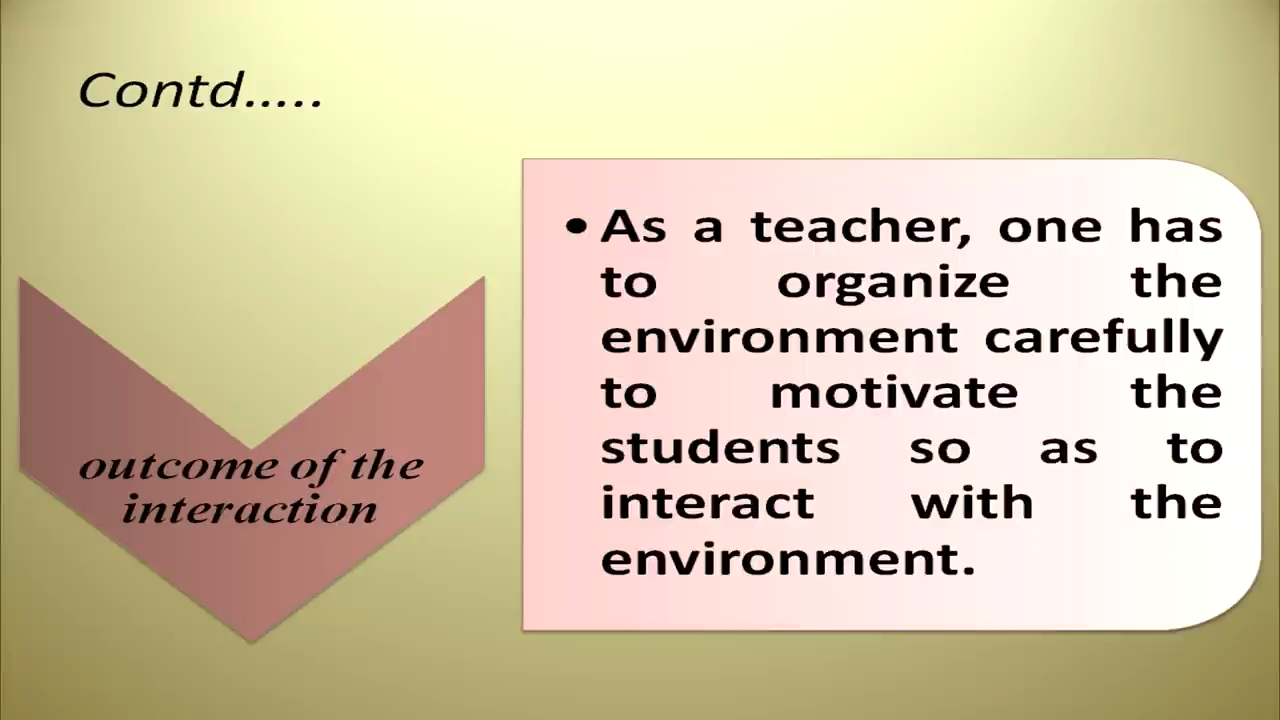 Contd.....
outcome of the
interaction
• As a teacher, one has
to organize the
environment carefully
to motivate the
students so as to
interact with the
environment.